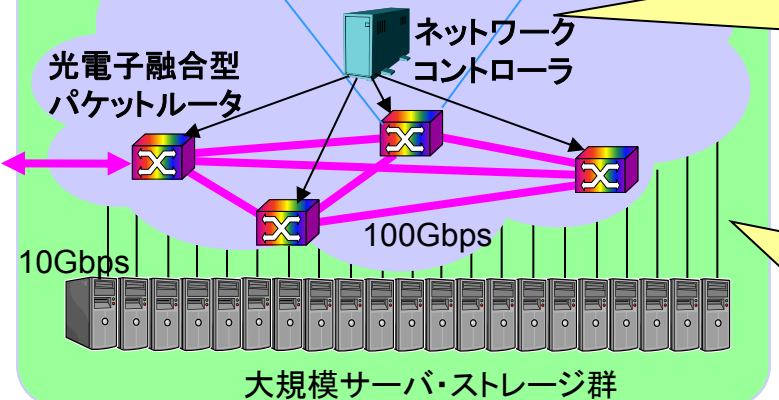 ネットワーク
コントローラ
光電子融合型
パケットルータ
100Gbps
10Gbps
大規模サーバ・ストレージ群